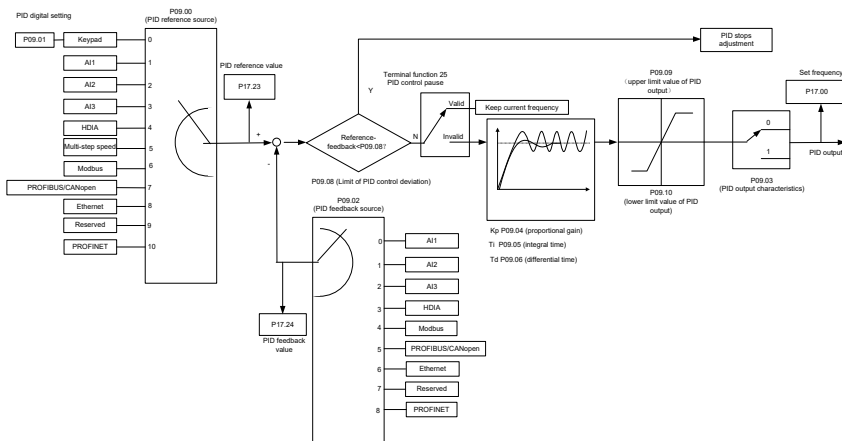 PID digital setting
P09.00
(PID reference source)
P09.01
Keypad
0
AI1
1
AI2
2
AI3
3
HDIA
4
Multi-step speed
5
Modbus
6
PROFIBUS/CANopen
7
Ethernet
8
Reserved
9
PROFINET
10
PID reference value
P17.23
+
-
Y
Reference-
feedback<P09.08?
N
P09.08 (Limit of PID control deviation)
PID stops
adjustment
Terminal function 25
PID control pause
Valid
Keep current frequency
Invalid
Kp P09.04 (proportional gain)
Ti P09.05 (integral time)
Td P09.06 (differential time)
P09.09
(upper limit value of PID
output)
P09.10
(lower limit value of PID
output)
0
1
P09.03
(PID output characteristics)
Set frequency
P17.00
PID output
P09.02
(PID feedback source)
0
AI1
1
AI2
2
AI3
3
HDIA
4
Modbus
5
PROFIBUS/CANopen
6
Ethernet
7
Reserved
8
PROFINET
P17.24
PID feedback
value